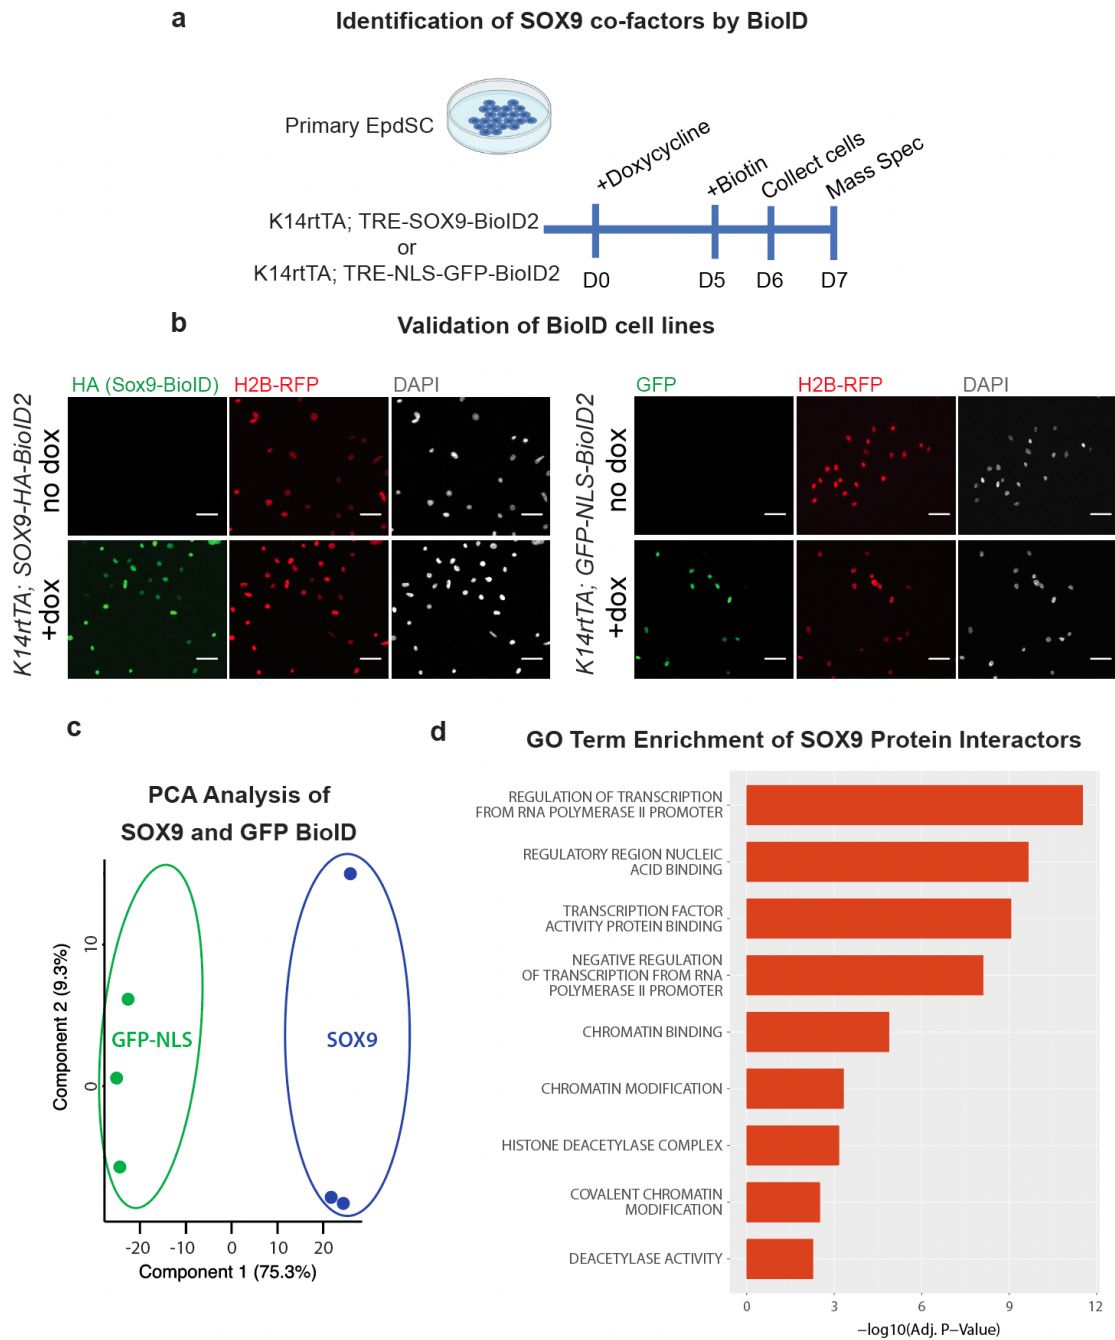 a
Identification of SOX9 co-factors by BioID
Primary EpdSC
+Doxycycline
+Biotin
Collect cells
Mass Spec
K14rtTA; TRE-SOX9-BioID2
or
K14rtTA; TRE-NLS-GFP-BioID2
D0
D5
D6
D7
b
Validation of BioID cell lines
HA (Sox9-BioID)
H2B-RFP
DAPI
K14rtTA; SOX9-HA-BioID2
no dox
+dox
GFP
H2B-RFP
DAPI
K14rtTA; GFP-NLS-BioID2
no dox
+dox
c
PCA Analysis of
SOX9 and GFP BioID
Component 2 (9.3%)
10
0
GFP-NLS
SOX9
-20
-10
0
10
20
Component 1 (75.3%)
d
GO Term Enrichment of SOX9 Protein Interactors
REGULATION OF TRANSCRIPTION
FROM RNA POLYMERASE II PROMOTER
REGULATORY REGION NUCLEIC
ACID BINDING
TRANSCRIPTION FACTOR
ACTIVITY PROTEIN BINDING
NEGATIVE REGULATION
OF TRANSCRIPTION FROM RNA
POLYMERASE II PROMOTER
CHROMATIN BINDING
CHROMATIN MODIFICATION
HISTONE DEACETYLASE COMPLEX
COVALENT CHROMATIN
MODIFICATION
DEACETYLASE ACTIVITY
0
3
6
9
12
−log10(Adj. P−Value)